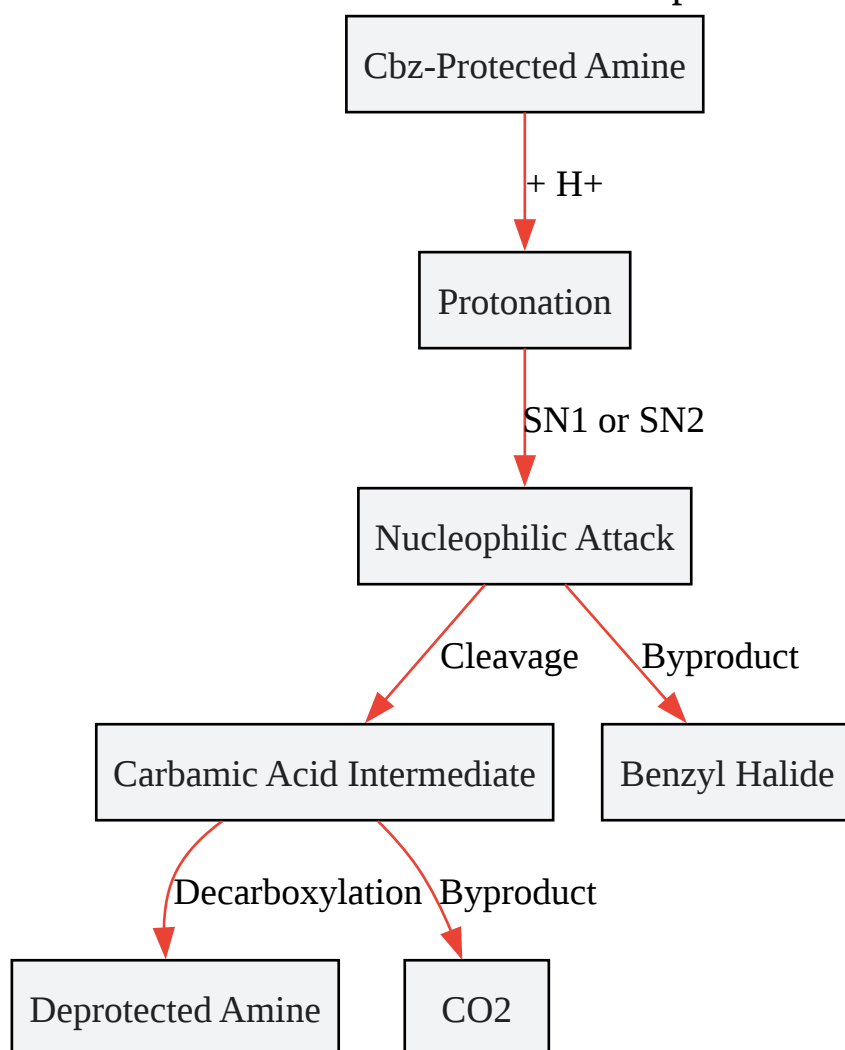 Cbz-Protected Amine
+ H+
Protonation
SN1 or SN2
Nucleophilic Attack
Cleavage
Byproduct
Carbamic Acid Intermediate
Benzyl Halide
Decarboxylation
Byproduct
Deprotected Amine
CO2